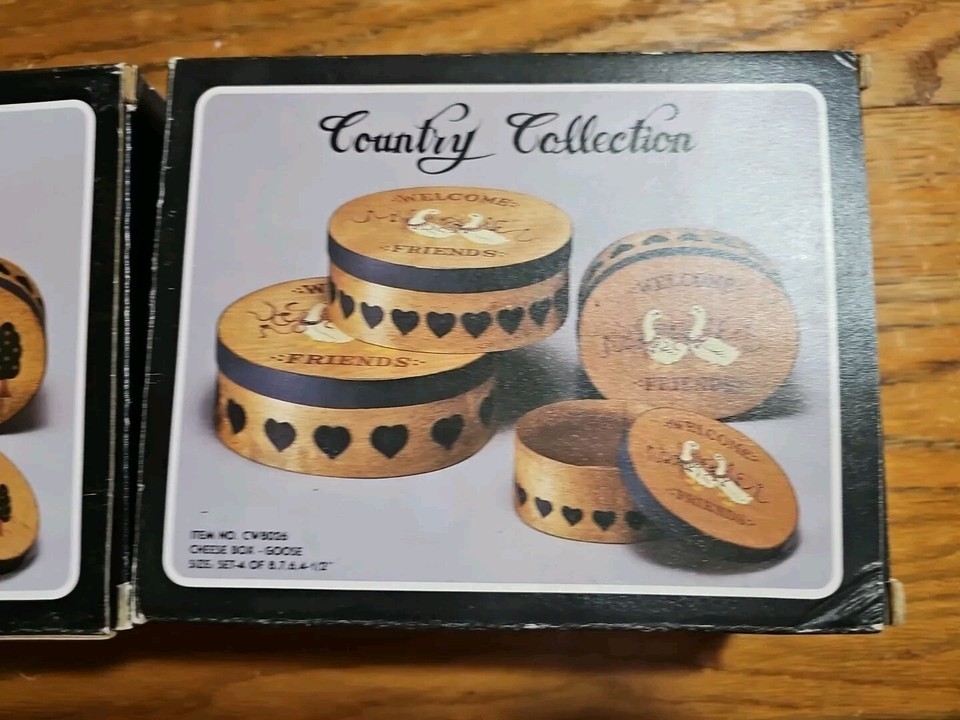 Country Collection
WELCOME
FRIENDS
W
FRIENDS
WELCOME
FRIENDS
WELCOME
FRIENDS
ITEM NO. CW8026
CHEESE BOX - GOOSE
SIZE: SET-4 OF 8,7,6,4-1/2"